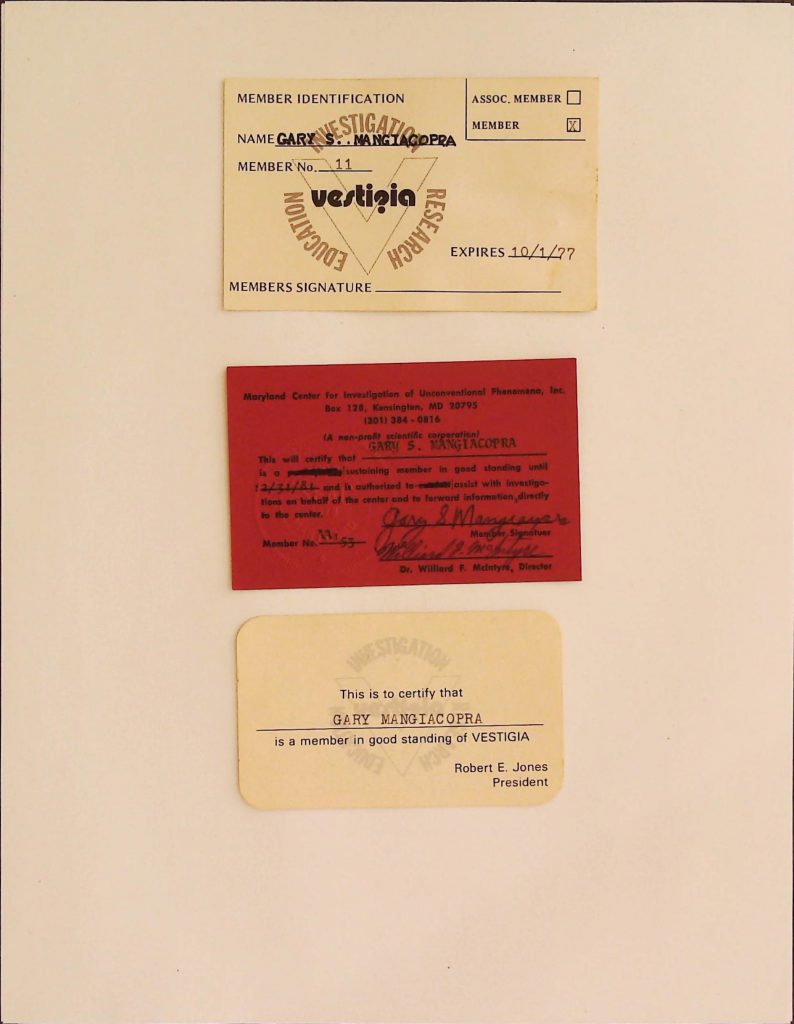 MEMBER IDENTIFICATION
ASSOC. MEMBER
MEMBER X
NAME GARY S. MANGIACOPRA
MEMBER No. 11
INVESTIGATION
vestigia
EDUCATION
RESEARCH
EXPIRES 10/1/77
MEMBERS SIGNATURE
Maryland Center for Investigation of Unconventional Phenomena, Inc.
Box 128, Kensington, MD 20795
(301) 384-0816
(A non-profit scientific corporation)
GARY S. MANGIACOPRA
This will certify that
is a sustaining member in good standing until
12/31/81 and is authorized to assist with investiga-
tions on behalf of the center and to forward information directly
to the center.
Gary S Mangiacopra
Member Signatuer
Member No.
Williard F. McIntyre
Dr. Williard F. McIntyre, Director
INVESTIGATION
This is to certify that
GARY MANGIACOPRA
is a member in good standing of VESTIGIA
Robert E. Jones
President